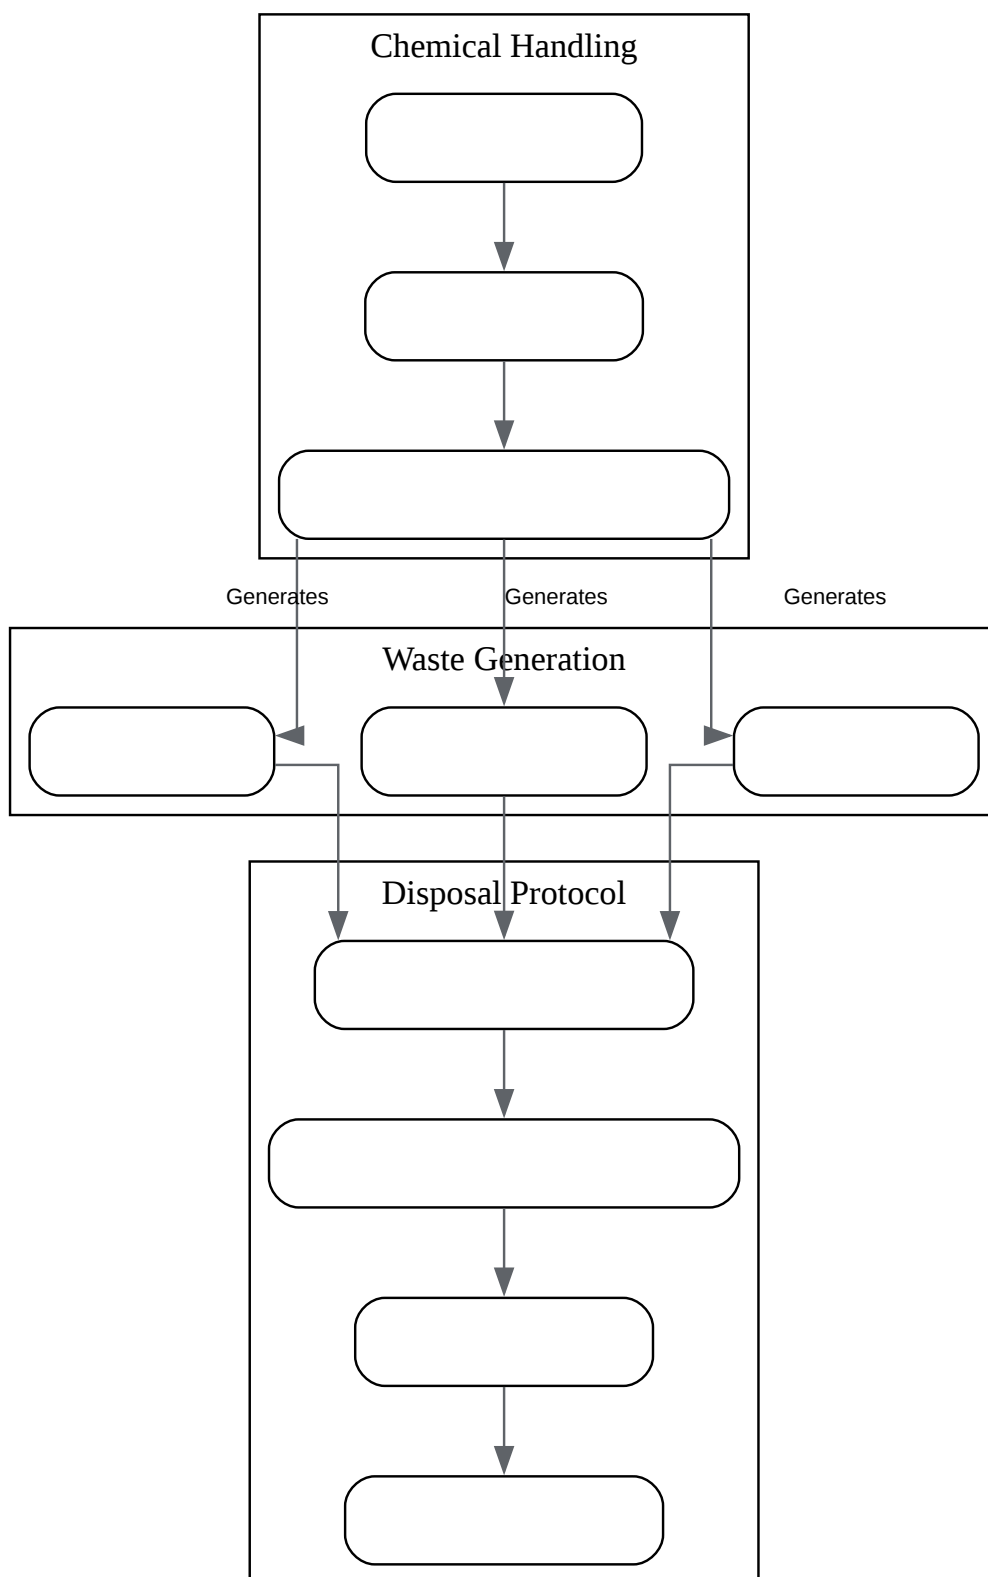 Chemical Handling
Generates
Generates
Generates
Waste Generation
Disposal Protocol